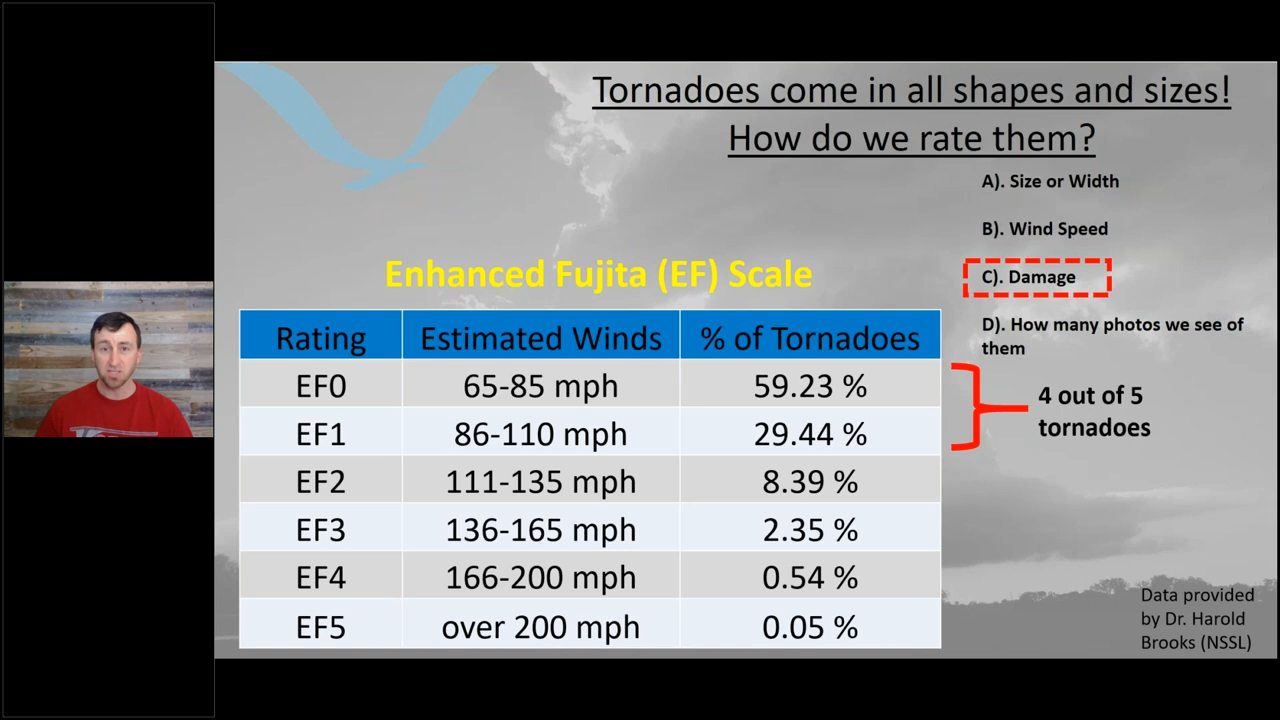 Tornadoes come in all shapes and sizes!
How do we rate them?
A). Size or Width
B). Wind Speed
C). Damage
D). How many photos we see of
them
Enhanced Fujita (EF) Scale
Rating Estimated Winds % of Tornadoes
EF0 65-85 mph 59.23 %
EF1 86-110 mph 29.44 %
EF2 111-135 mph 8.39 %
EF3 136-165 mph 2.35 %
EF4 166-200 mph 0.54 %
EF5 over 200 mph 0.05 %
4 out of 5
tornadoes
Data provided
by Dr. Harold
Brooks (NSSL)